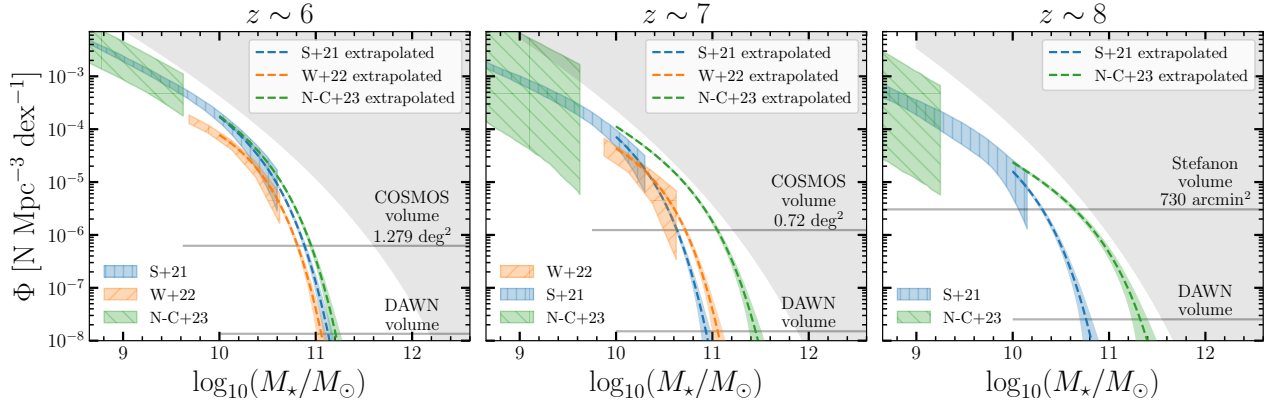 z ∼ 6
z ∼ 7
z ∼ 8
Φ [N Mpc⁻³ dex⁻¹]
10⁻³
10⁻⁴
10⁻⁵
10⁻⁶
10⁻⁷
10⁻⁸
S+21 extrapolated
W+22 extrapolated
N-C+23 extrapolated
COSMOS
volume
1.279 deg²
S+21
W+22
N-C+23
DAWN
volume
9
10
11
12
log₁₀(M⋆/M⊙)
S+21 extrapolated
W+22 extrapolated
N-C+23 extrapolated
COSMOS
volume
0.72 deg²
W+22
S+21
N-C+23
DAWN
volume
9
10
11
12
log₁₀(M⋆/M⊙)
S+21 extrapolated
N-C+23 extrapolated
Stefanon
volume
730 arcmin²
S+21
N-C+23
DAWN
volume
9
10
11
12
log₁₀(M⋆/M⊙)